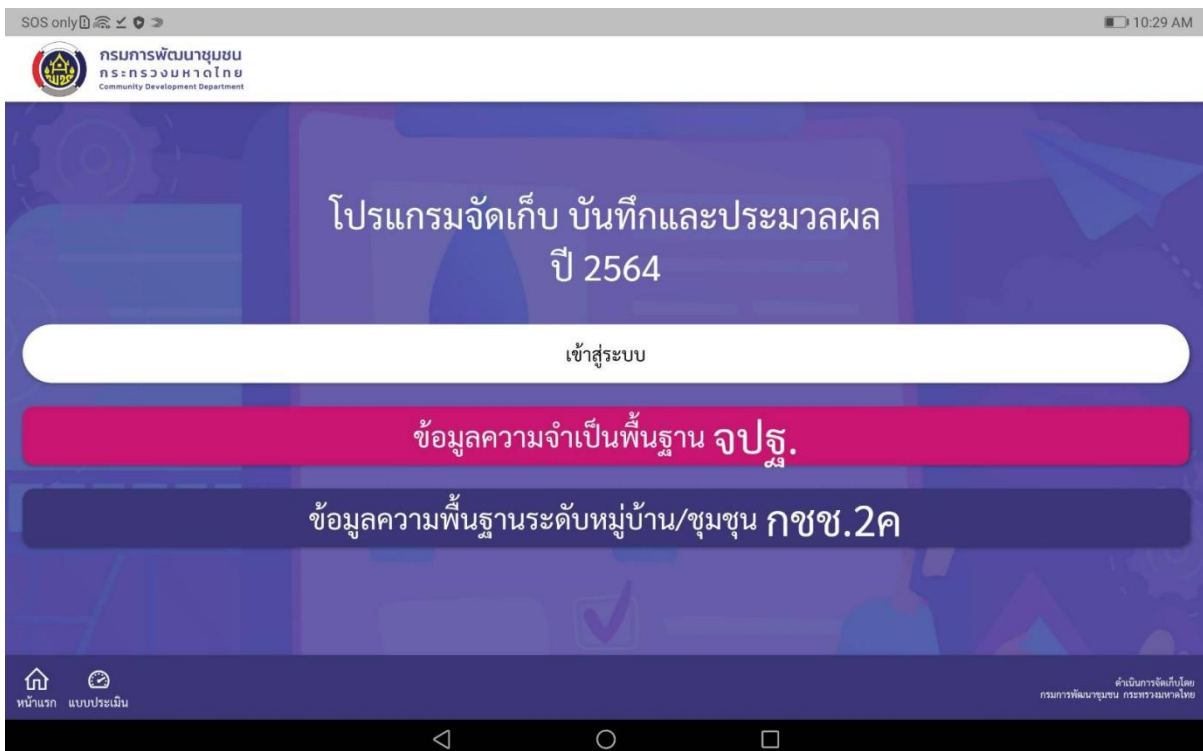 SOS only
10:29 AM
กรมการพัฒนาชุมชน
กระทรวงมหาดไทย
Community Development Department
โปรแกรมจัดเก็บ บันทึกและประมวลผล
ปี 2564
เข้าสู่ระบบ
ข้อมูลความจำเป็นพื้นฐาน จปฐ.
ข้อมูลความพื้นฐานระดับหมู่บ้าน/ชุมชุน กชช.2ค
หน้าแรก แบบประเมิน
ดำเนินการจัดเก็บโดย
กรมการพัฒนาชุมชน กระทรวงมหาดไทย